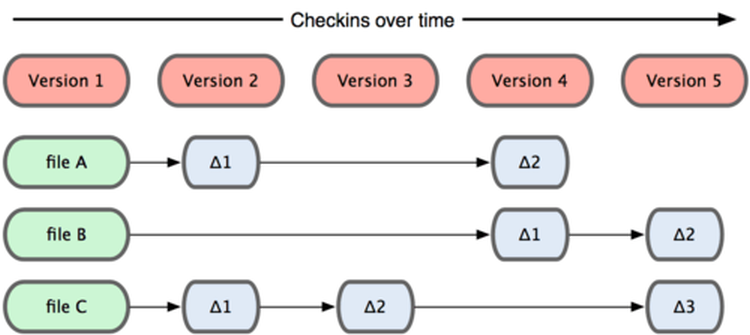 Checkins over time
Version 1 Version 2 Version 3 Version 4 Version 5
file A Δ1 Δ2
file B Δ1 Δ2
file C Δ1 Δ2 Δ3